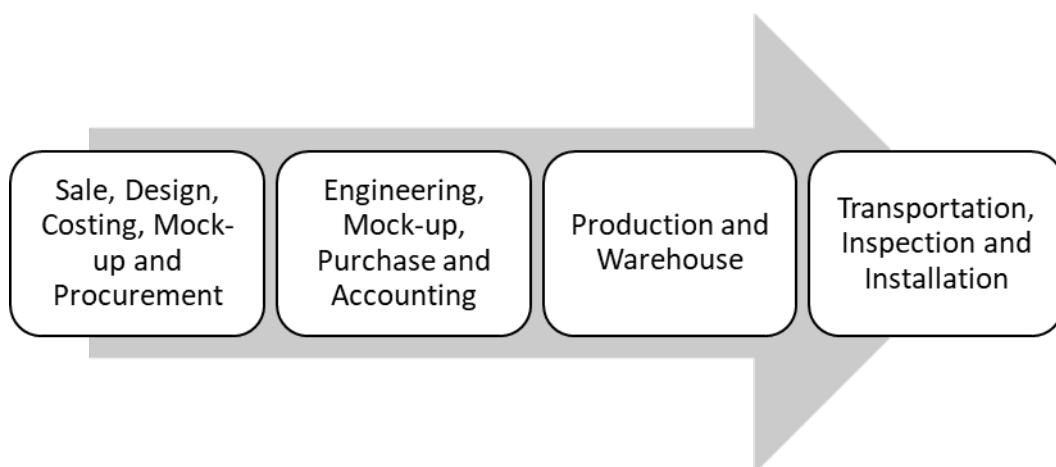 Sale, Design,
Costing, Mock-
up and
Procurement
Engineering,
Mock-up,
Purchase and
Accounting
Production and
Warehouse
Transportation,
Inspection and
Installation